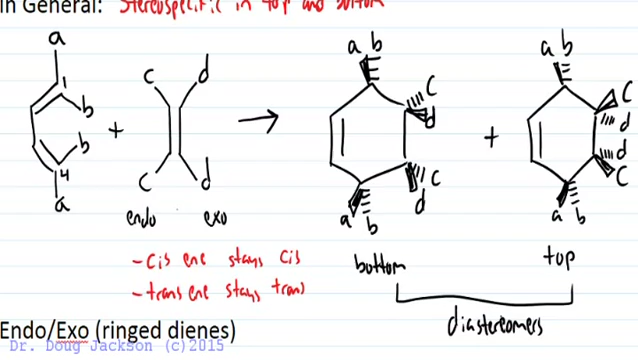 In General: Stereospecific in top and bottom
a
1
b
b
4
a
+
c
d
c
d
endo
exo
→
a b
c
d
c
d
a b
bottom
+
a b
c
d
d
c
a b
top
diastereomers
- cis ene stays cis
- trans ene stays trans
Endo/Exo (ringed dienes)
Dr. Doug Jackson (c)2015